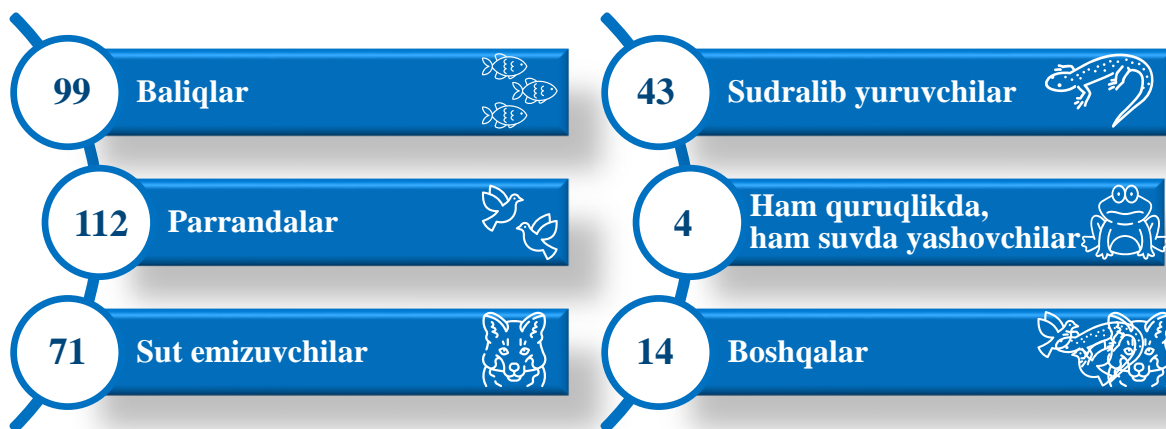 99 Baliqlar
112 Parrandalar
71 Sut emizuvchilar
43 Sudralib yuruvchilar
4 Ham quruqlikda,
ham suvda yashovchilar
14 Boshqalar